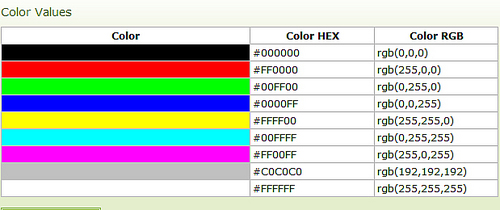 Color Values
Color Color HEX Color RGB
#000000 rgb(0,0,0)
#FF0000 rgb(255,0,0)
#00FF00 rgb(0,255,0)
#0000FF rgb(0,0,255)
#FFFF00 rgb(255,255,0)
#00FFFF rgb(0,255,255)
#FF00FF rgb(255,0,255)
#C0C0C0 rgb(192,192,192)
#FFFFFF rgb(255,255,255)